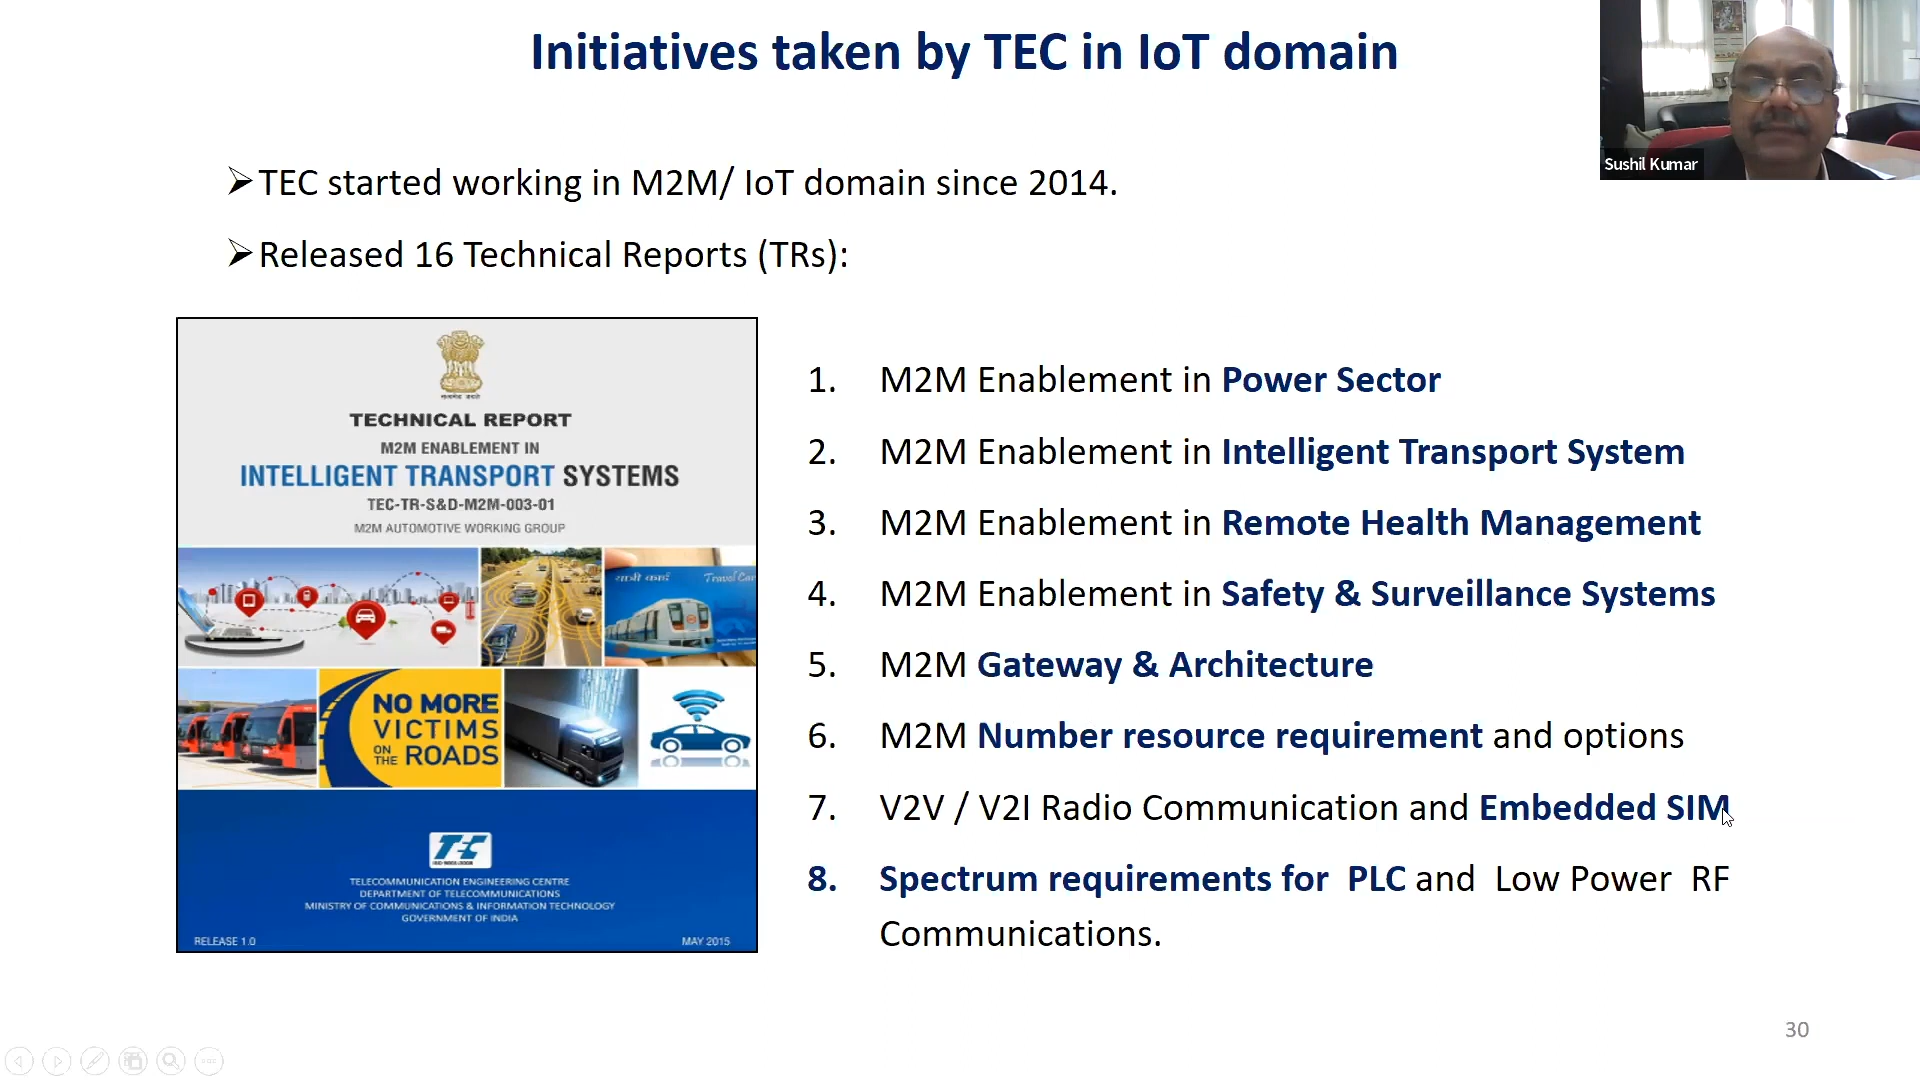 Initiatives taken by TEC in IoT domain
Sushil Kumar
➢TEC started working in M2M/ IoT domain since 2014.
➢Released 16 Technical Reports (TRs):
सत्यमेव जयते
TECHNICAL REPORT
M2M ENABLEMENT IN
INTELLIGENT TRANSPORT SYSTEMS
TEC-TR-S&D-M2M-003-01
M2M AUTOMOTIVE WORKING GROUP
यात्री कार्ड Travel Car
NO MORE
VICTIMS
ON THE ROADS
TEC
TELECOMMUNICATION ENGINEERING CENTRE
DEPARTMENT OF TELECOMMUNICATIONS
MINISTRY OF COMMUNICATIONS & INFORMATION TECHNOLOGY
GOVERNMENT OF INDIA
RELEASE 1.0 MAY 2015
1. M2M Enablement in Power Sector
2. M2M Enablement in Intelligent Transport System
3. M2M Enablement in Remote Health Management
4. M2M Enablement in Safety & Surveillance Systems
5. M2M Gateway & Architecture
6. M2M Number resource requirement and options
7. V2V / V2I Radio Communication and Embedded SIM
8. Spectrum requirements for PLC and Low Power RF
Communications.
30